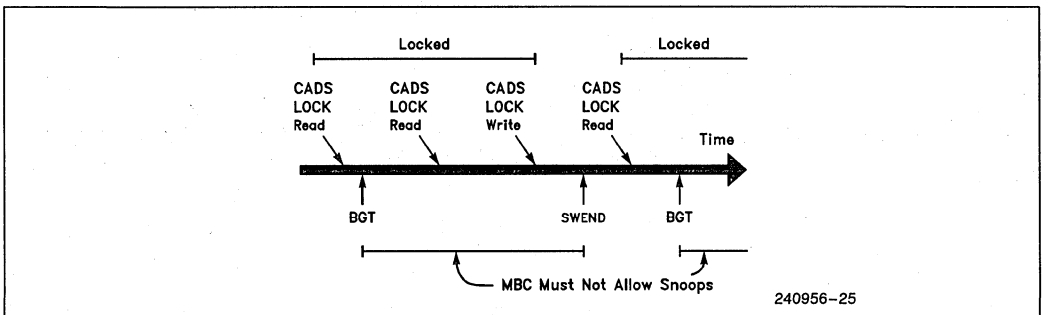 Locked Locked
CADS CADS CADS CADS
LOCK LOCK LOCK LOCK
Read Read Write Read
Time
BGT SWEND BGT
MBC Must Not Allow Snoops
240956-25